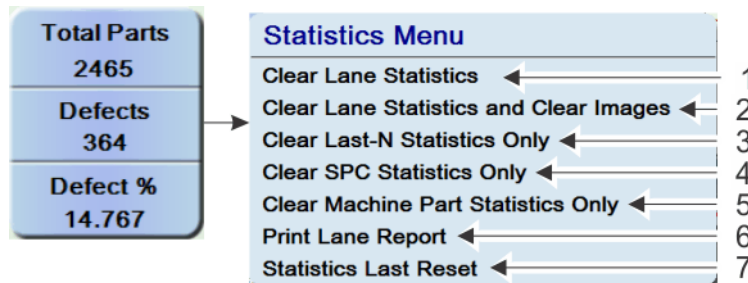 Total Parts
2465
Defects
364
Defect %
14.767
Statistics Menu
Clear Lane Statistics 1
Clear Lane Statistics and Clear Images 2
Clear Last-N Statistics Only 3
Clear SPC Statistics Only 4
Clear Machine Part Statistics Only 5
Print Lane Report 6
Statistics Last Reset 7